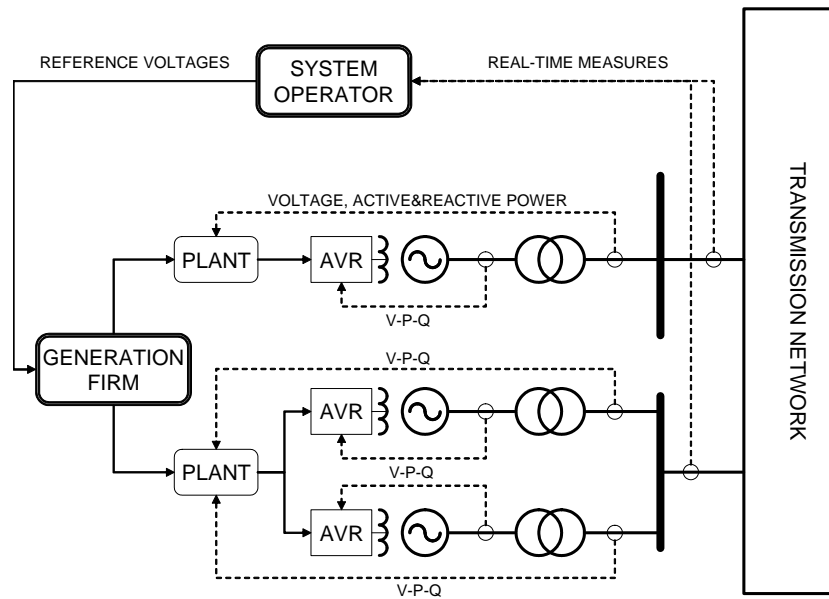 REFERENCE VOLTAGES
SYSTEM
OPERATOR
REAL-TIME MEASURES
TRANSMISSION NETWORK
VOLTAGE, ACTIVE&REACTIVE POWER
PLANT
AVR
V-P-Q
GENERATION
FIRM
V-P-Q
AVR
PLANT
V-P-Q
AVR
V-P-Q